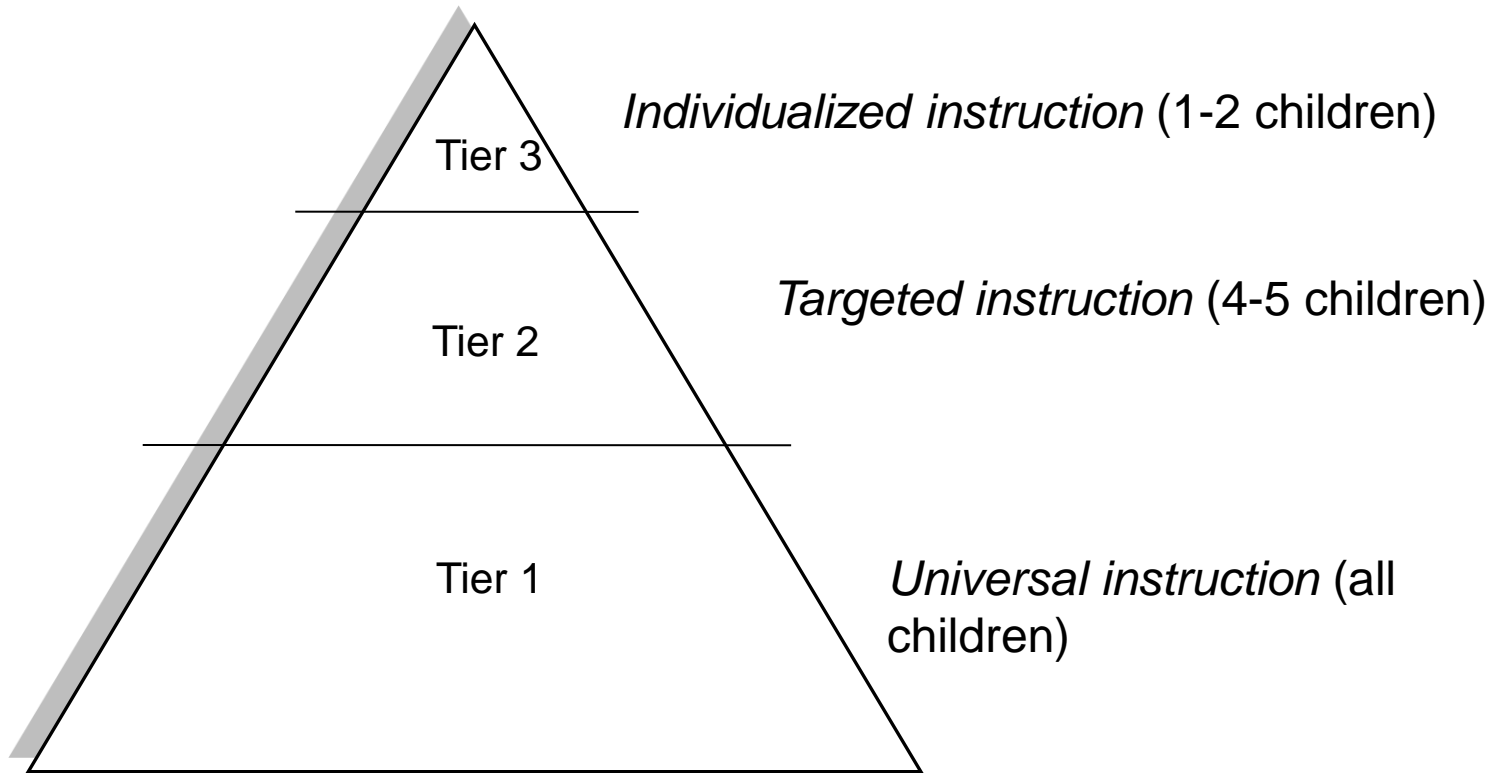 Individualized instruction (1-2 children)
Tier 3
Targeted instruction (4-5 children)
Tier 2
Tier 1
Universal instruction (all
children)